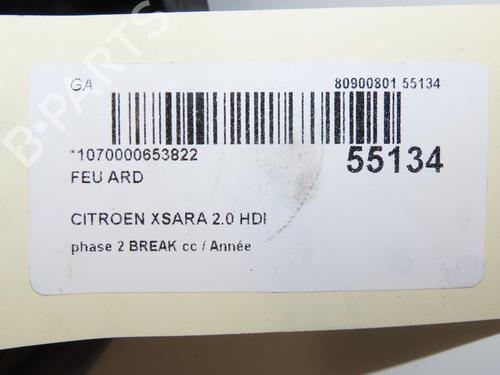 GA 80900801 55134
*1070000653822 55134
FEU ARD
CITROEN XSARA 2.0 HDI
phase 2 BREAK cc / Année
B-PARTS